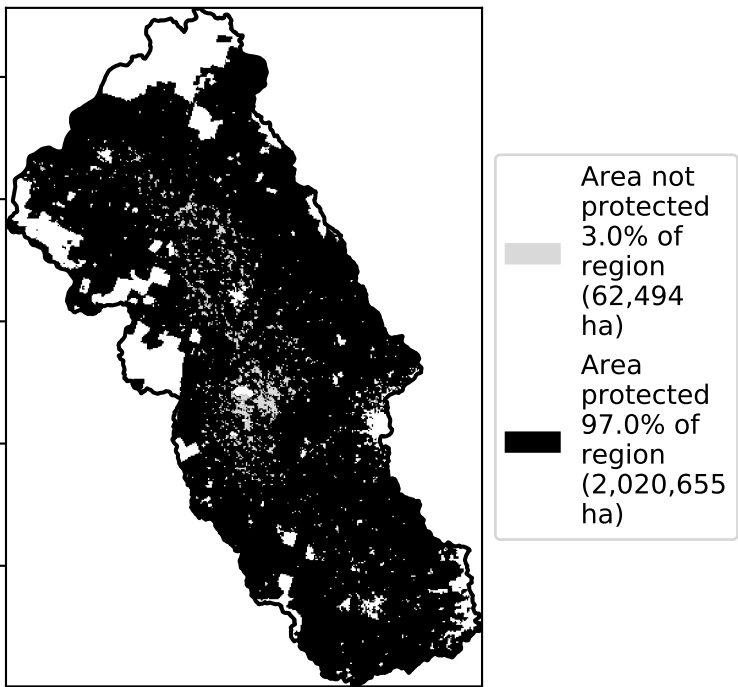 Area not
protected
3.0% of
region
(62,494
ha)
Area
protected
97.0% of
region
(2,020,655
ha)